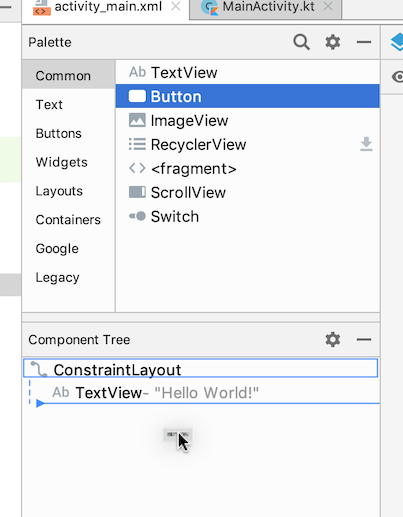 activity_main.xml
MainActivity.kt
Palette
Common
Text
Buttons
Widgets
Layouts
Containers
Google
Legacy
Ab TextView
Button
ImageView
RecyclerView
<fragment>
ScrollView
Switch
Component Tree
ConstraintLayout
Ab TextView- "Hello World!"